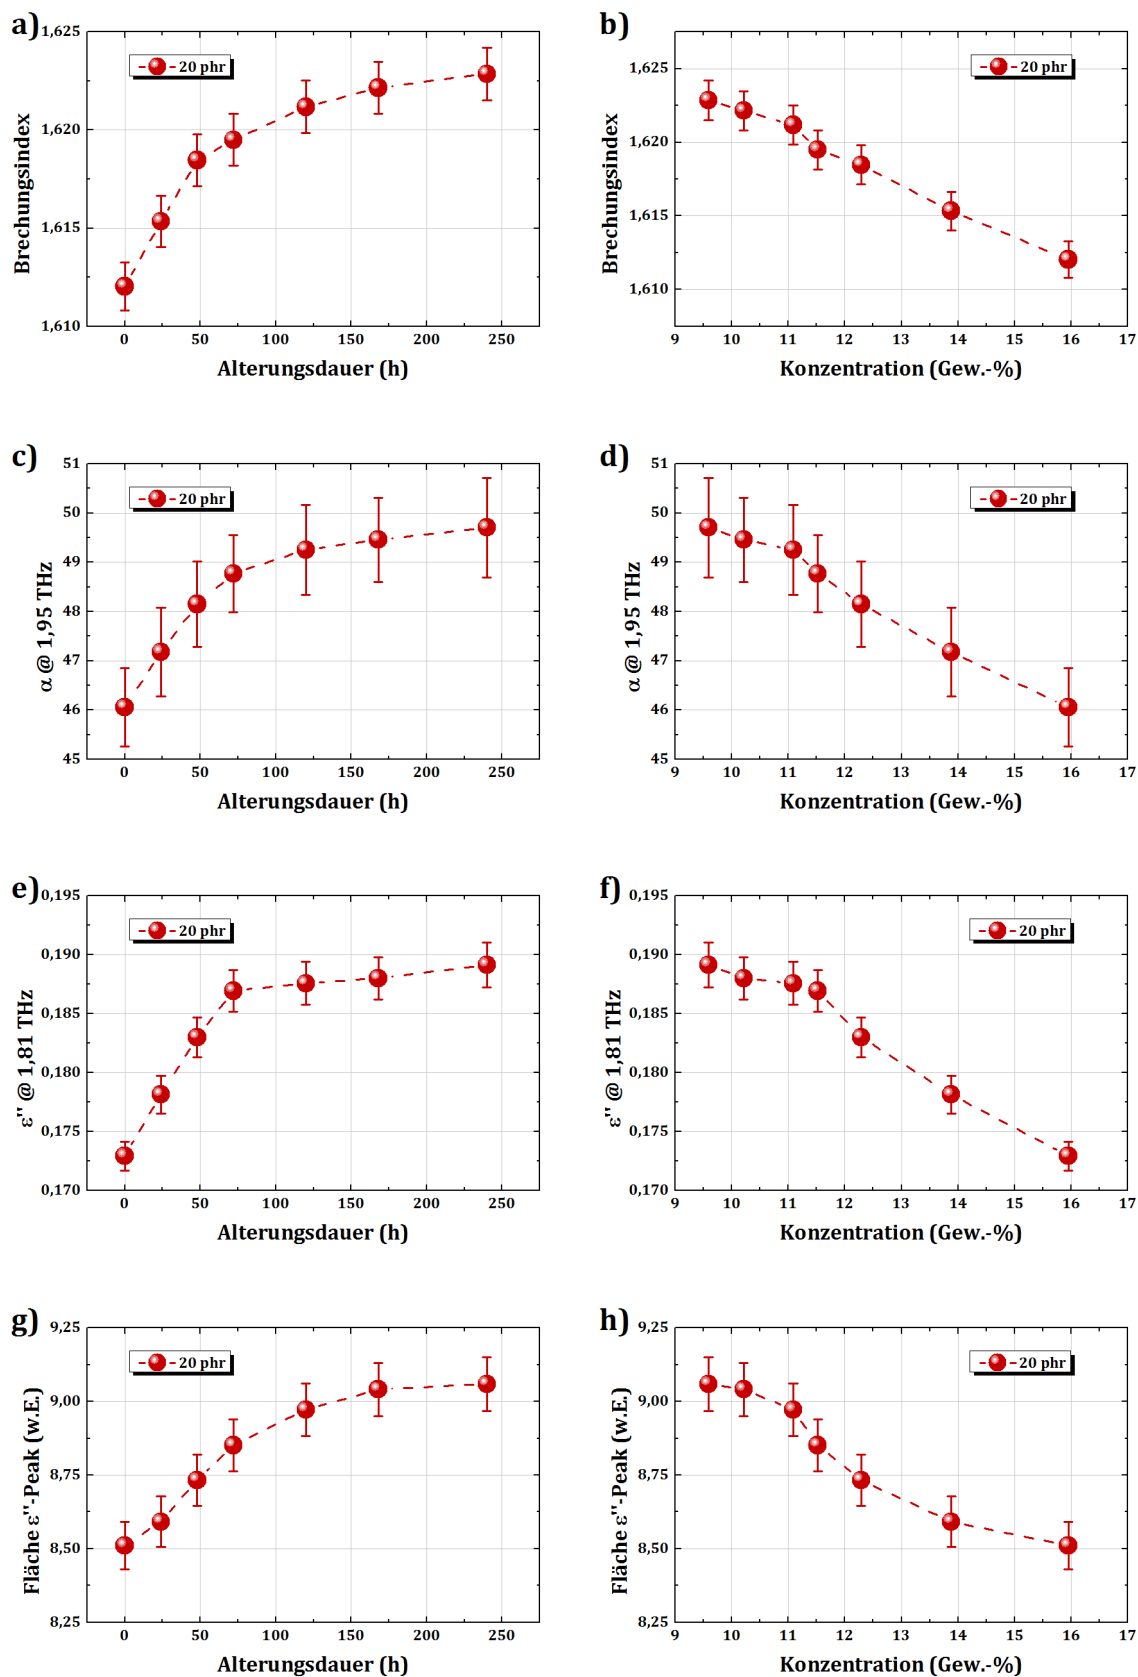 a)
1,625
1,620
1,615
1,610
Brechungsindex
20 phr
0 50 100 150 200 250
Alterungsdauer (h)
b)
1,625
1,620
1,615
1,610
Brechungsindex
20 phr
9 10 11 12 13 14 15 16 17
Konzentration (Gew.-%)
c)
51
50
49
48
47
46
45
α @ 1,95 THz
20 phr
0 50 100 150 200 250
Alterungsdauer (h)
d)
51
50
49
48
47
46
45
α @ 1,95 THz
20 phr
9 10 11 12 13 14 15 16 17
Konzentration (Gew.-%)
e)
0,195
0,190
0,185
0,180
0,175
0,170
ε'' @ 1,81 THz
20 phr
0 50 100 150 200 250
Alterungsdauer (h)
f)
0,195
0,190
0,185
0,180
0,175
0,170
ε'' @ 1,81 THz
20 phr
9 10 11 12 13 14 15 16 17
Konzentration (Gew.-%)
g)
9,25
9,00
8,75
8,50
8,25
Fläche ε''-Peak (w.E.)
20 phr
0 50 100 150 200 250
Alterungsdauer (h)
h)
9,25
9,00
8,75
8,50
8,25
Fläche ε''-Peak (w.E.)
20 phr
9 10 11 12 13 14 15 16 17
Konzentration (Gew.-%)